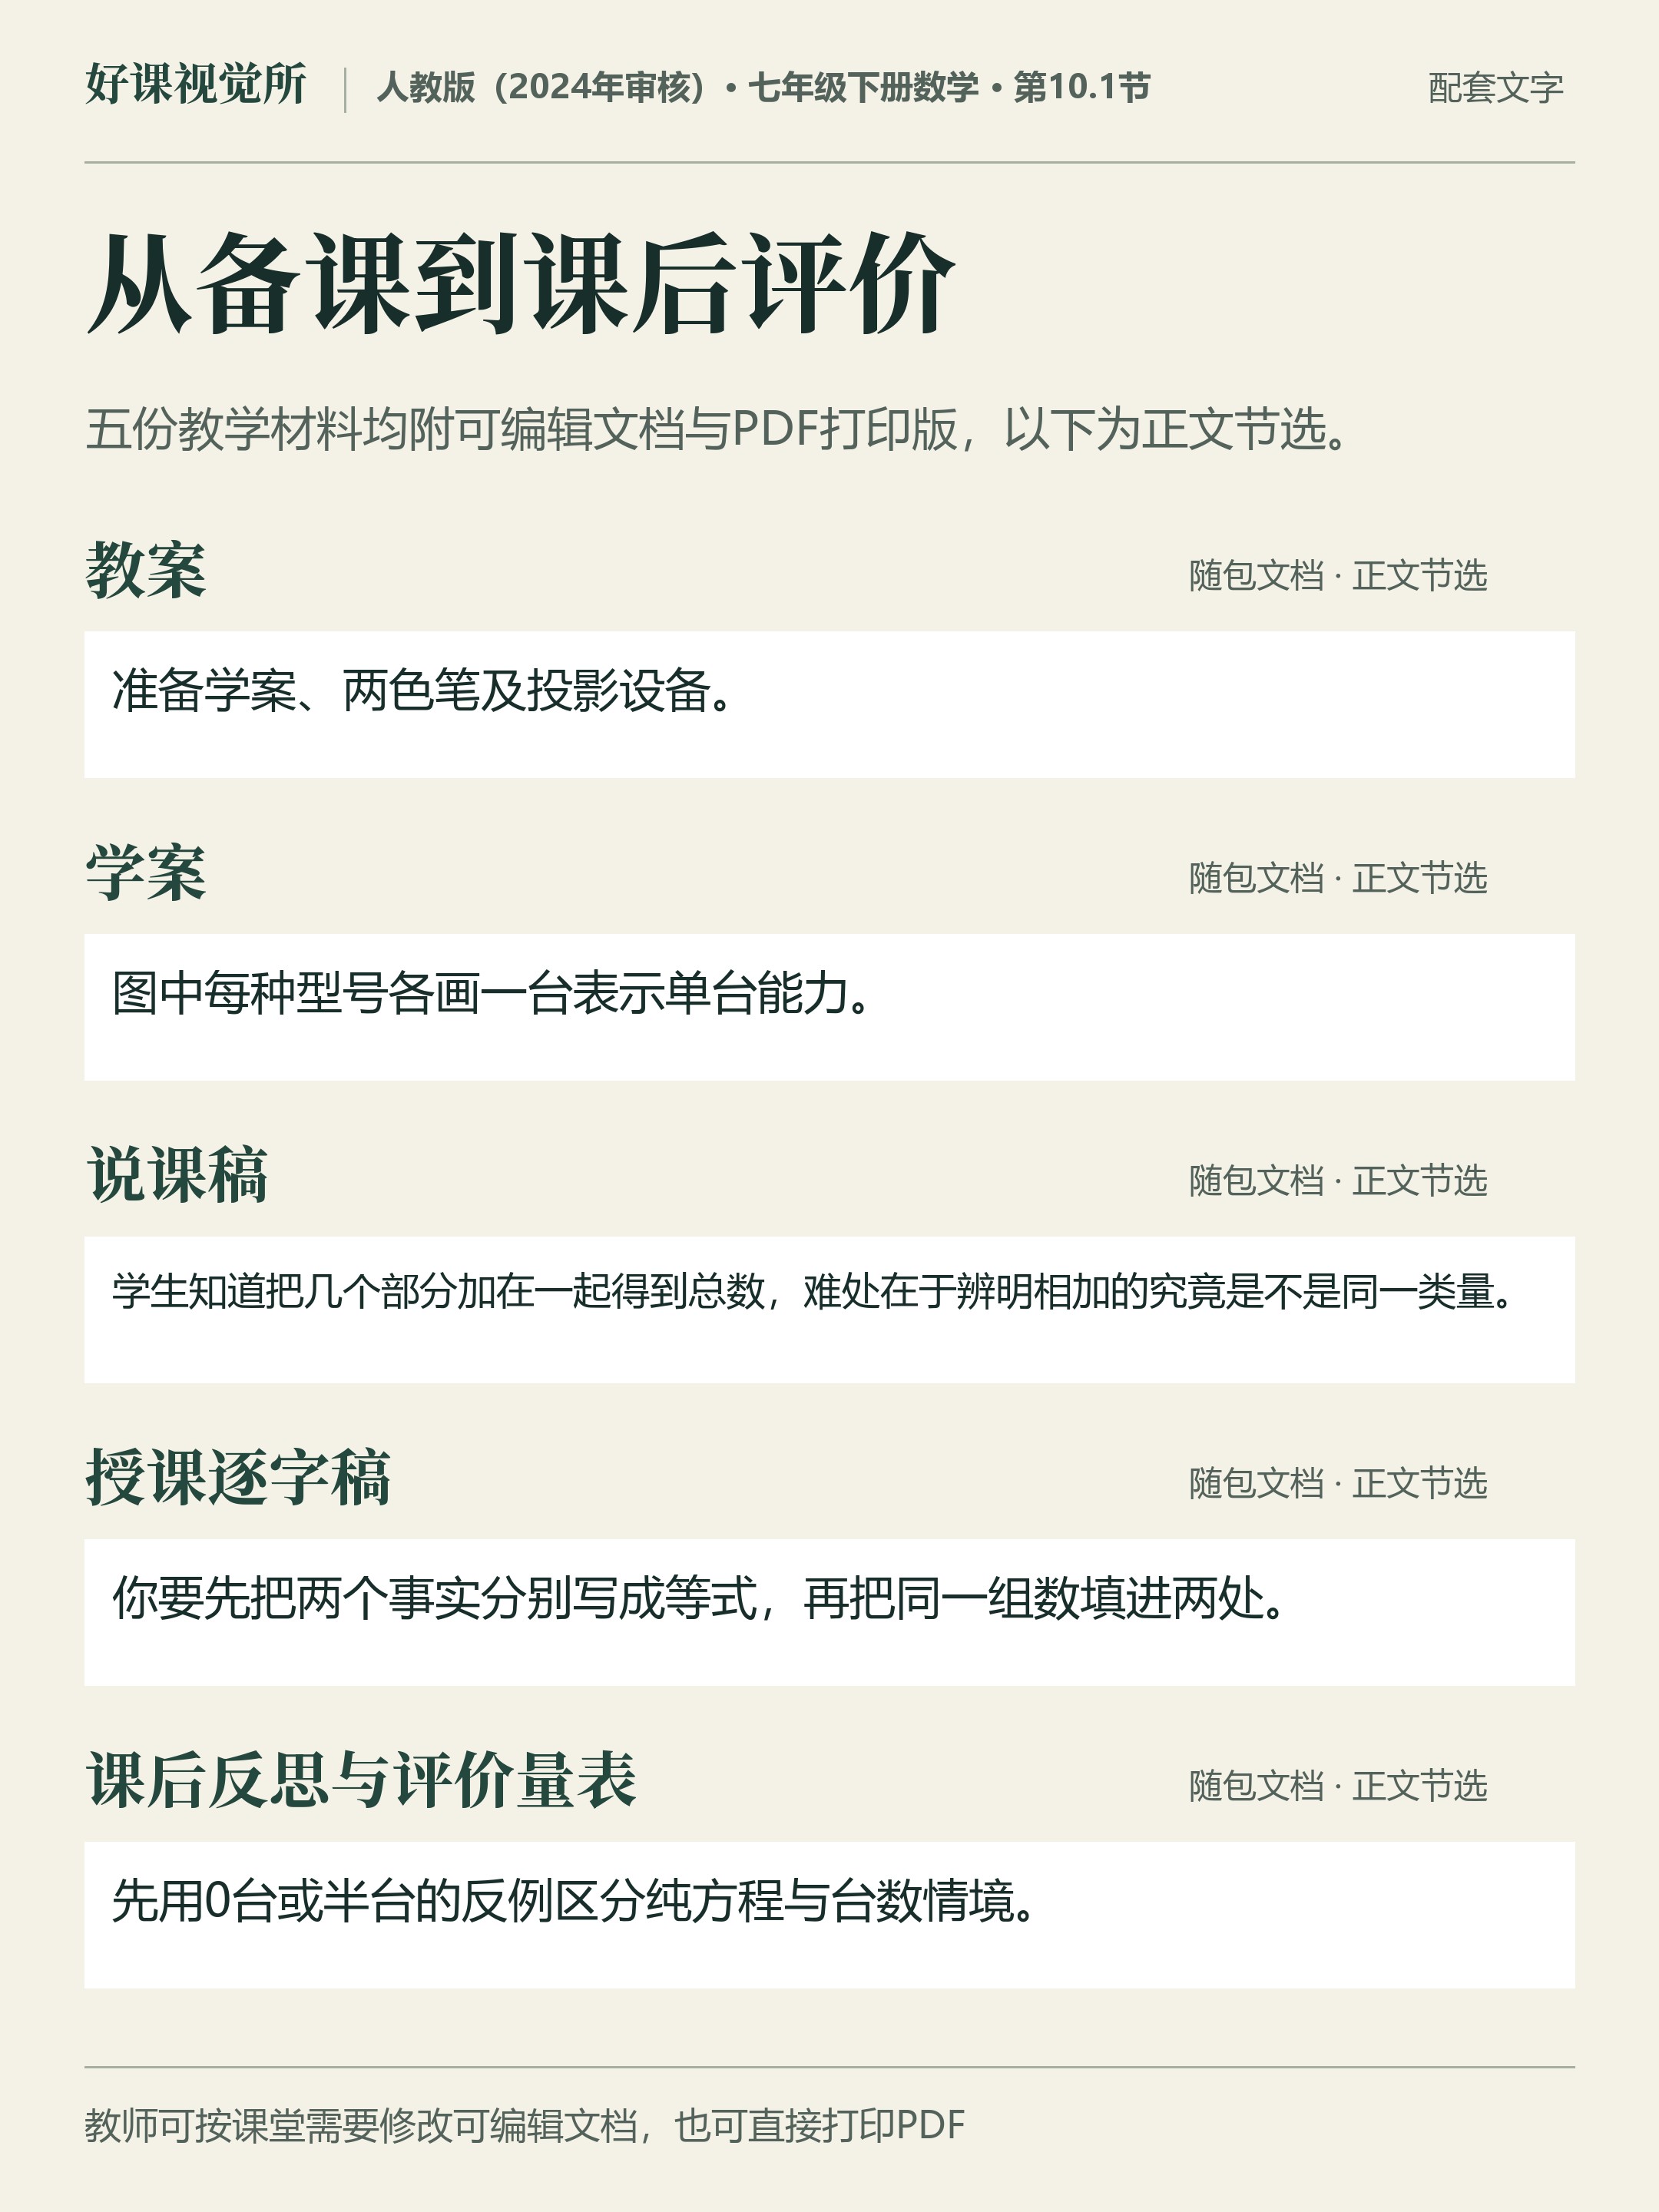 好课视觉所 人教版（2024年审核）· 七年级下册数学 · 第10.1节 配套文字
从备课到课后评价
五份教学材料均附可编辑文档与PDF打印版，以下为正文节选。
教案 随包文档 · 正文节选
准备学案、两色笔及投影设备。
学案 随包文档 · 正文节选
图中每种型号各画一台表示单台能力。
说课稿 随包文档 · 正文节选
学生知道把几个部分加在一起得到总数，难处在于辨明相加的究竟是不是同一类量。
授课逐字稿 随包文档 · 正文节选
你要先把两个事实分别写成等式，再把同一组数填进两处。
课后反思与评价量表 随包文档 · 正文节选
先用0台或半台的反例区分纯方程与台数情境。
教师可按课堂需要修改可编辑文档，也可直接打印PDF